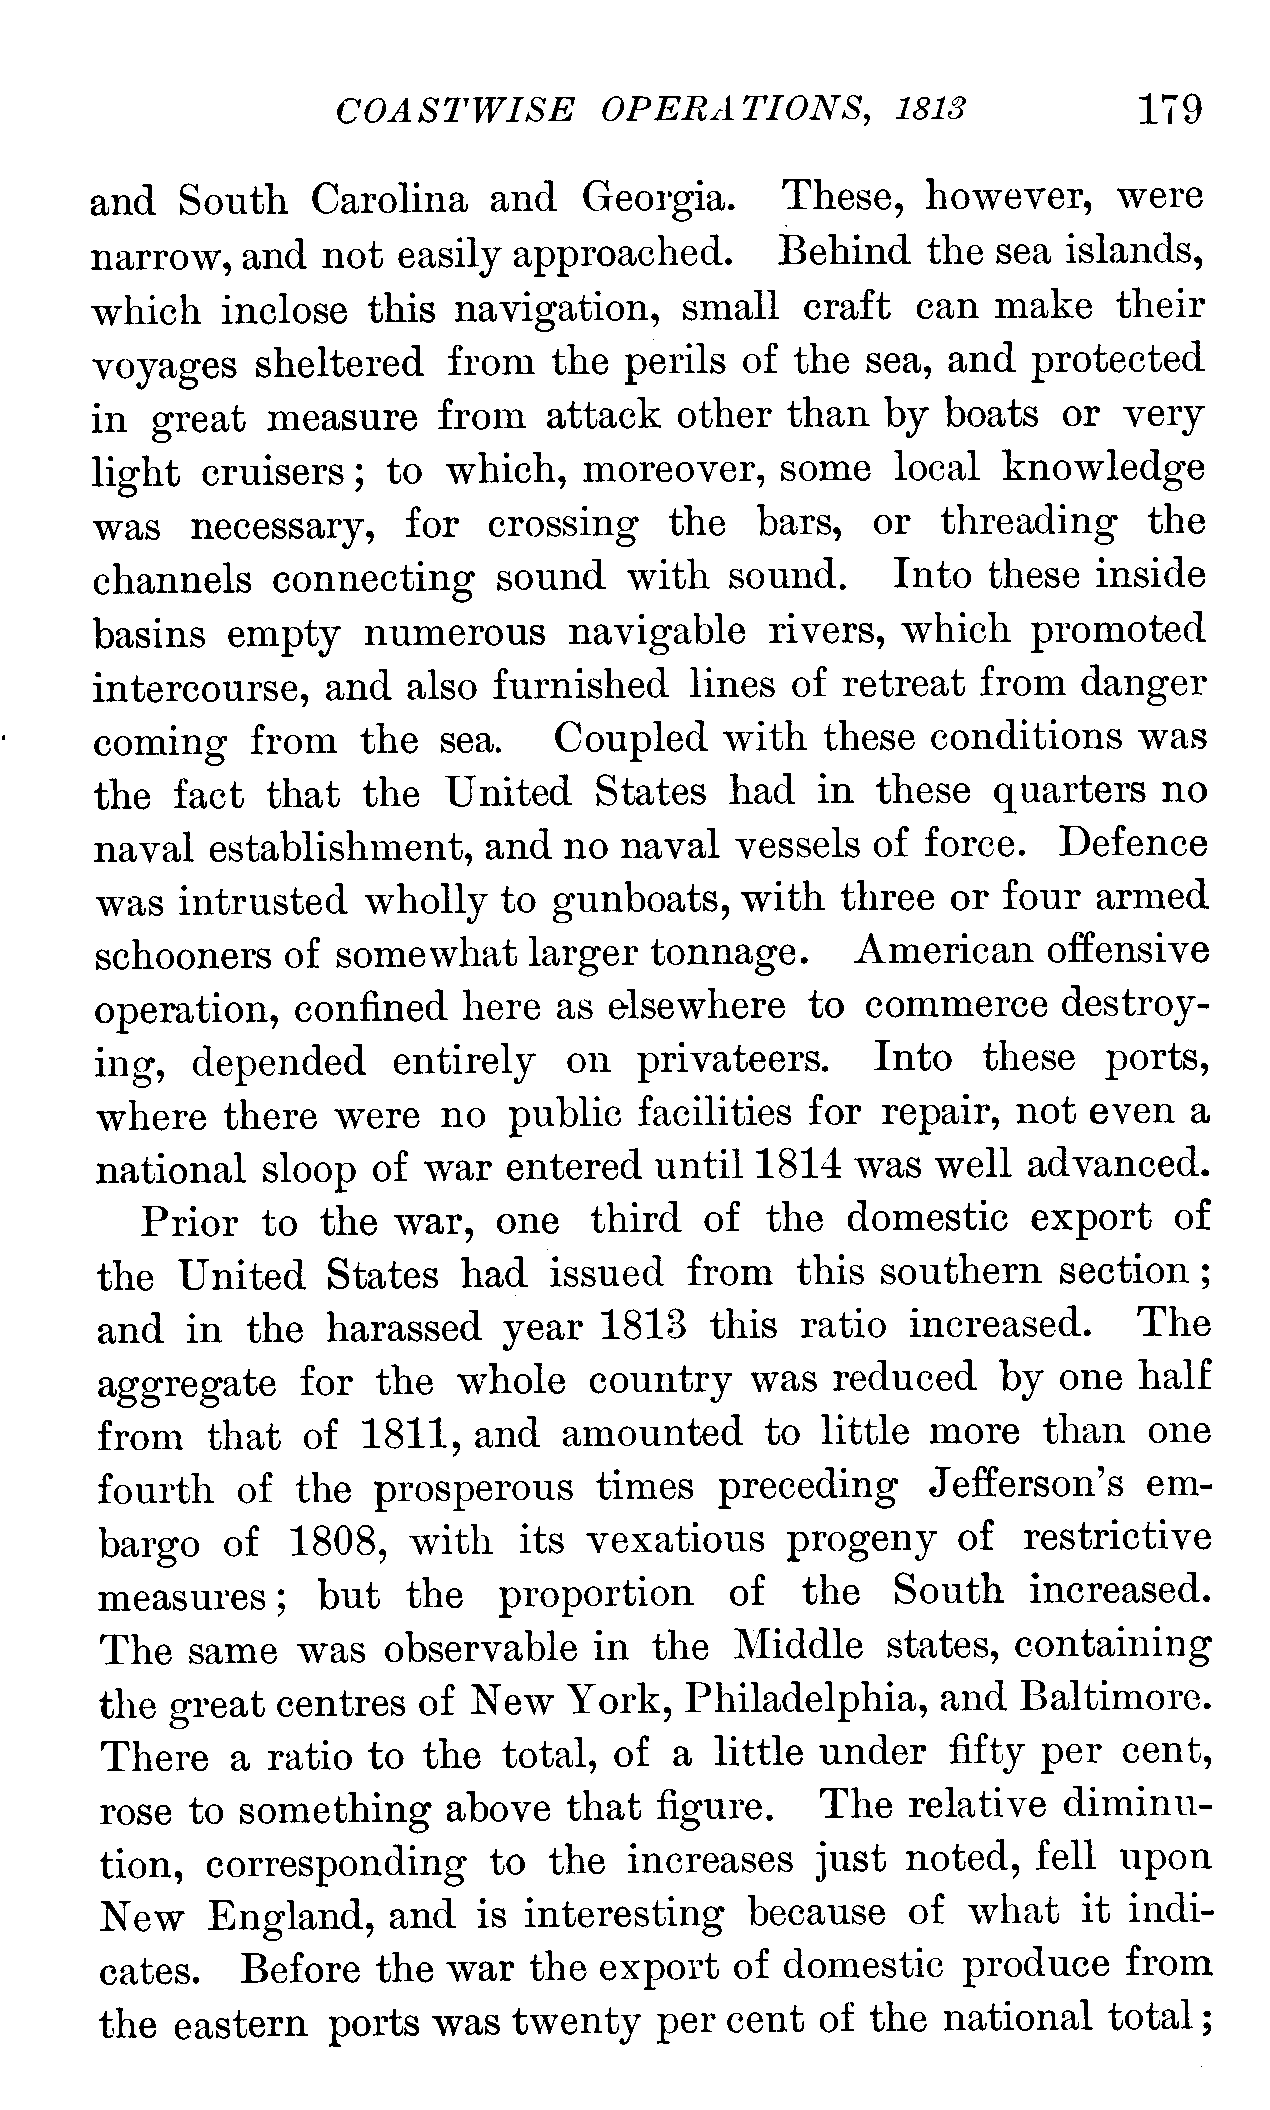 COASTWISE OPERATIONS, 1813 179
and South Carolina and Georgia. These, however, were
narrow, and not easily approached. Behind the sea islands,
which inclose this navigation, small craft can make their
voyages sheltered from the perils of the sea, and protected
in great measure from attack other than by boats or very
light cruisers; to which, moreover, some local knowledge
was necessary, for crossing the bars, or threading the
channels connecting sound with sound. Into these inside
basins empty numerous navigable rivers, which promoted
intercourse, and also furnished lines of retreat from danger
coming from the sea. Coupled with these conditions was
the fact that the United States had in these quarters no
naval establishment, and no naval vessels of force. Defence
was intrusted wholly to gunboats, with three or four armed
schooners of somewhat larger tonnage. American offensive
operation, confined here as elsewhere to commerce destroy-
ing, depended entirely on privateers. Into these ports,
where there were no public facilities for repair, not even a
national sloop of war entered until 1814 was well advanced.
Prior to the war, one third of the domestic export of
the United States had issued from this southern section;
and in the harassed year 1813 this ratio increased. The
aggregate for the whole country was reduced by one half
from that of 1811, and amounted to little more than one
fourth of the prosperous times preceding Jefferson's em-
bargo of 1808, with its vexatious progeny of restrictive
measures; but the proportion of the South increased.
The same was observable in the Middle states, containing
the great centres of New York, Philadelphia, and Baltimore.
There a ratio to the total, of a little under fifty per cent,
rose to something above that figure. The relative diminu-
tion, corresponding to the increases just noted, fell upon
New England, and is interesting because of what it indi-
cates. Before the war the export of domestic produce from
the eastern ports was twenty per cent of the national total;